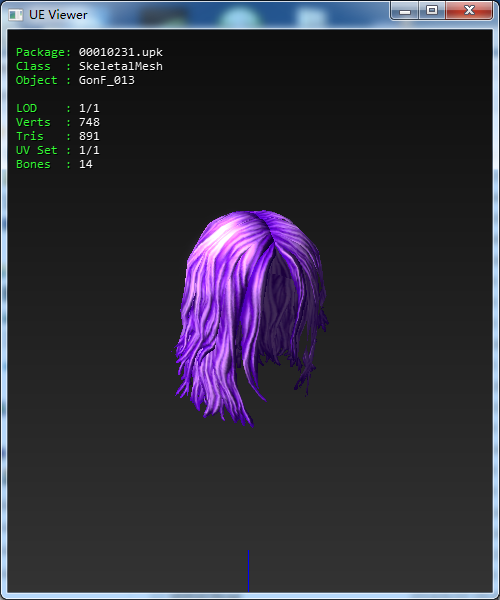 UE Viewer
Package: 00010231.upk
Class : SkeletalMesh
Object : GonF_013
LOD : 1/1
Verts : 748
Tris : 891
UV Set : 1/1
Bones : 14